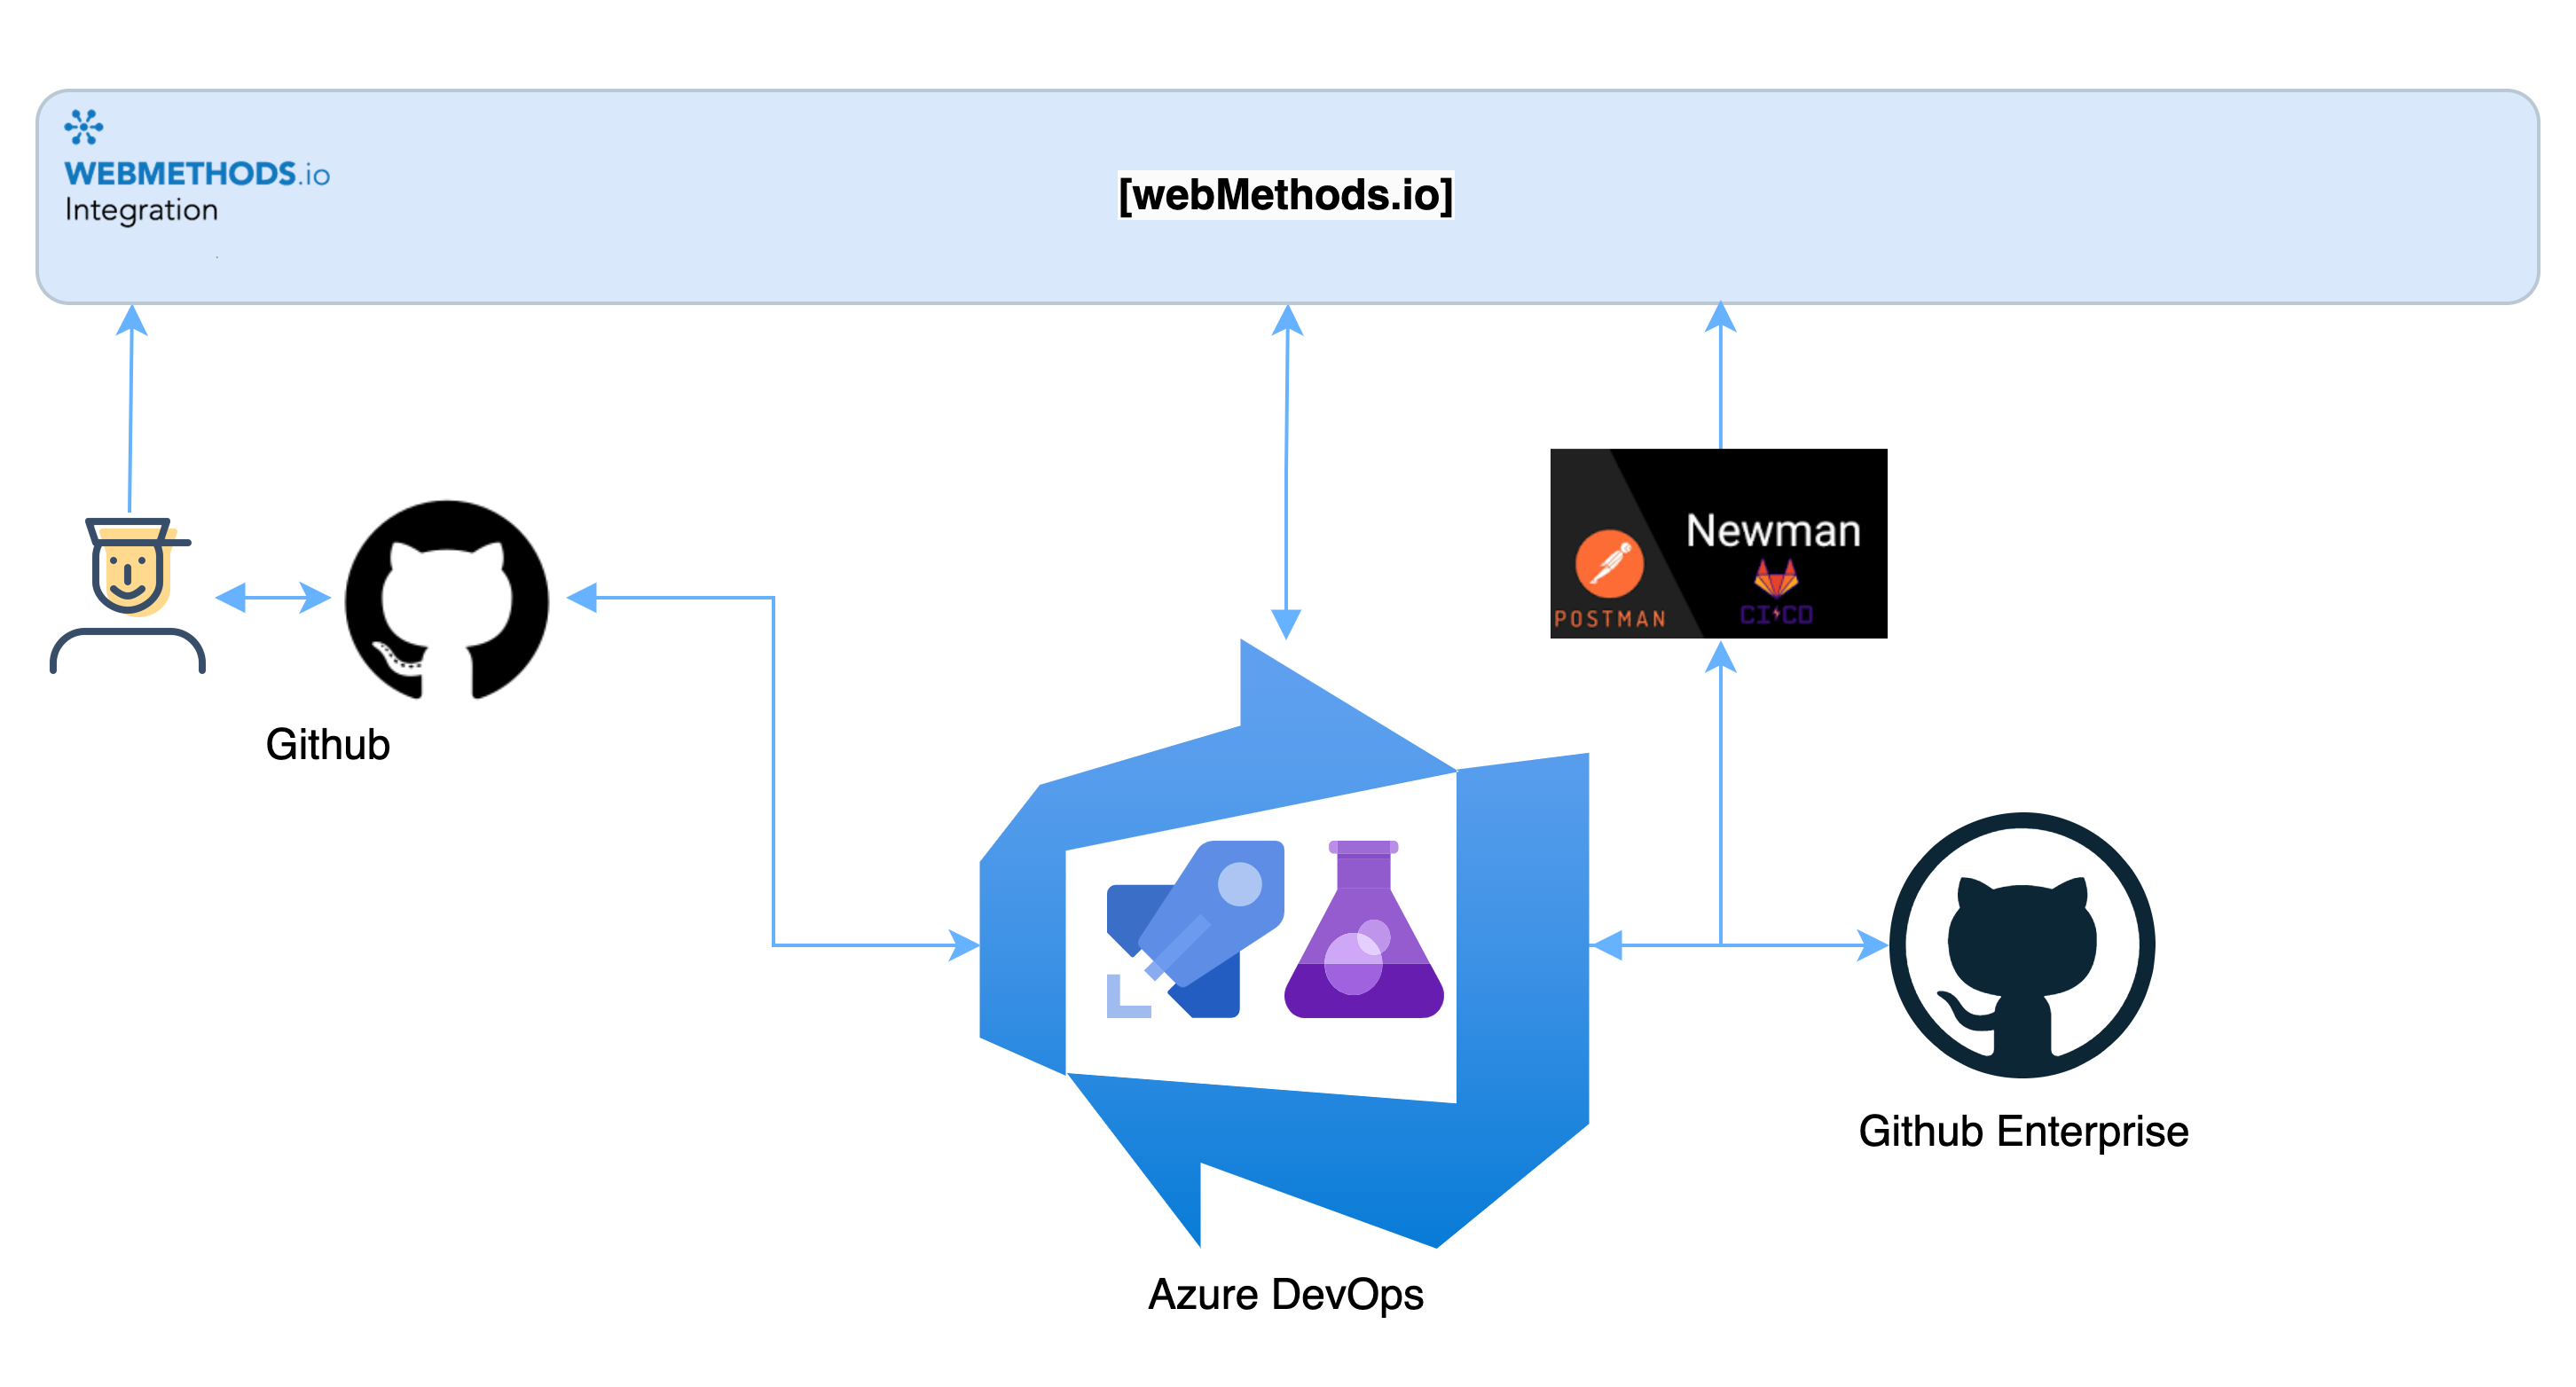 WEBMETHODS.io
Integration
[webMethods.io]
Newman
POSTMAN
CI CD
Github
Github Enterprise
Azure DevOps